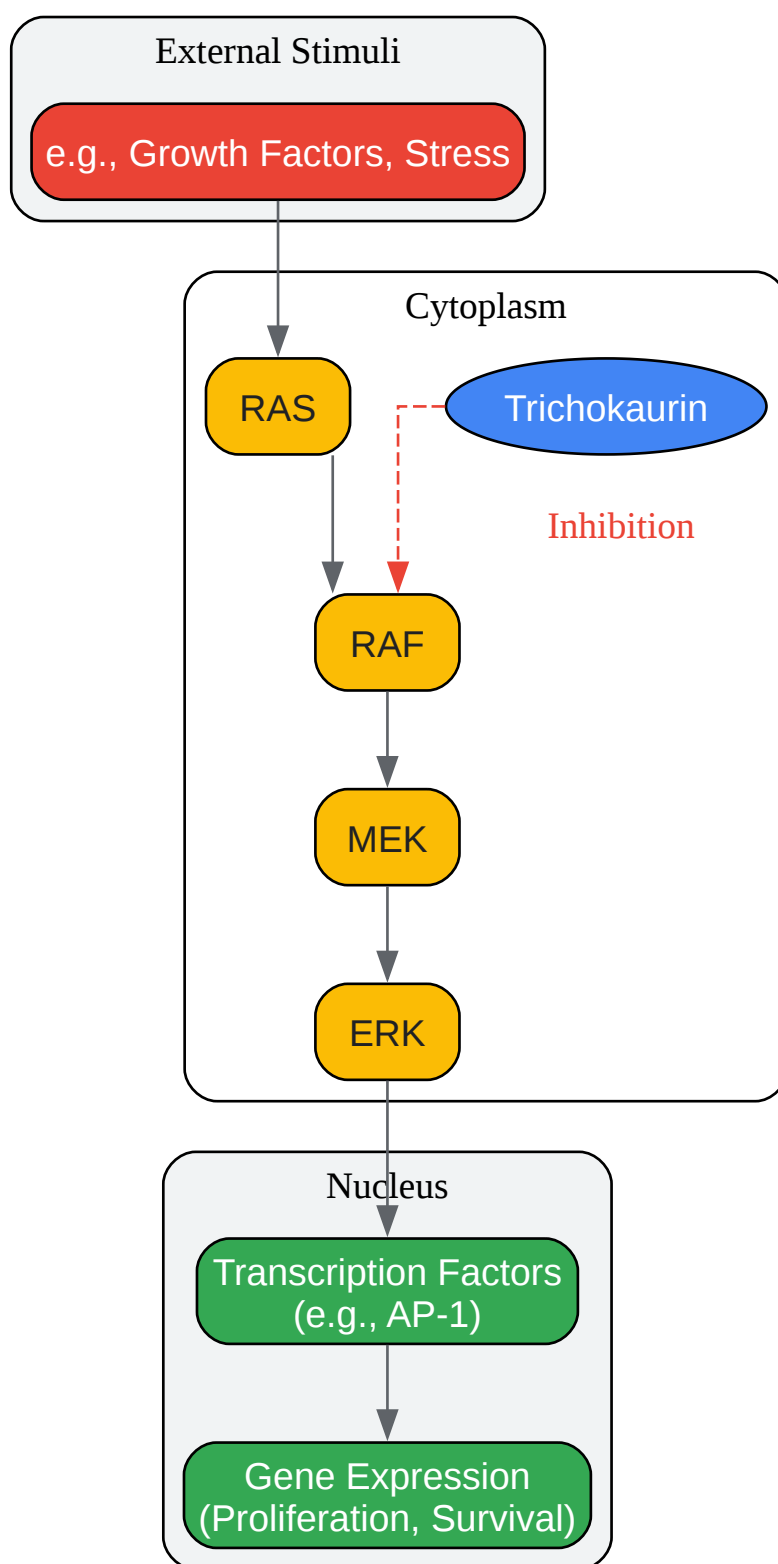 External Stimuli
e.g., Growth Factors, Stress
Cytoplasm
RAS
Trichokaurin
Inhibition
RAF
MEK
ERK
Nucleus
Transcription Factors
(e.g., AP-1)
Gene Expression
(Proliferation, Survival)